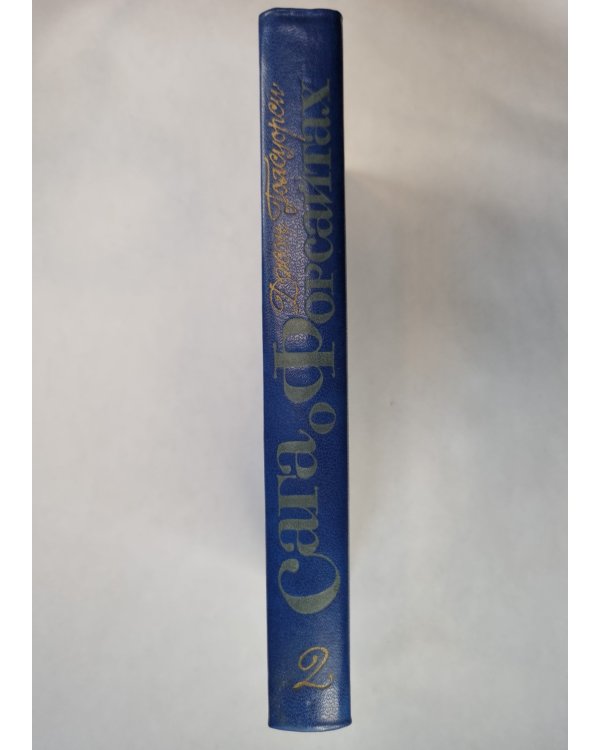 Джон Голсуорси
Сага о Форсайтах
2